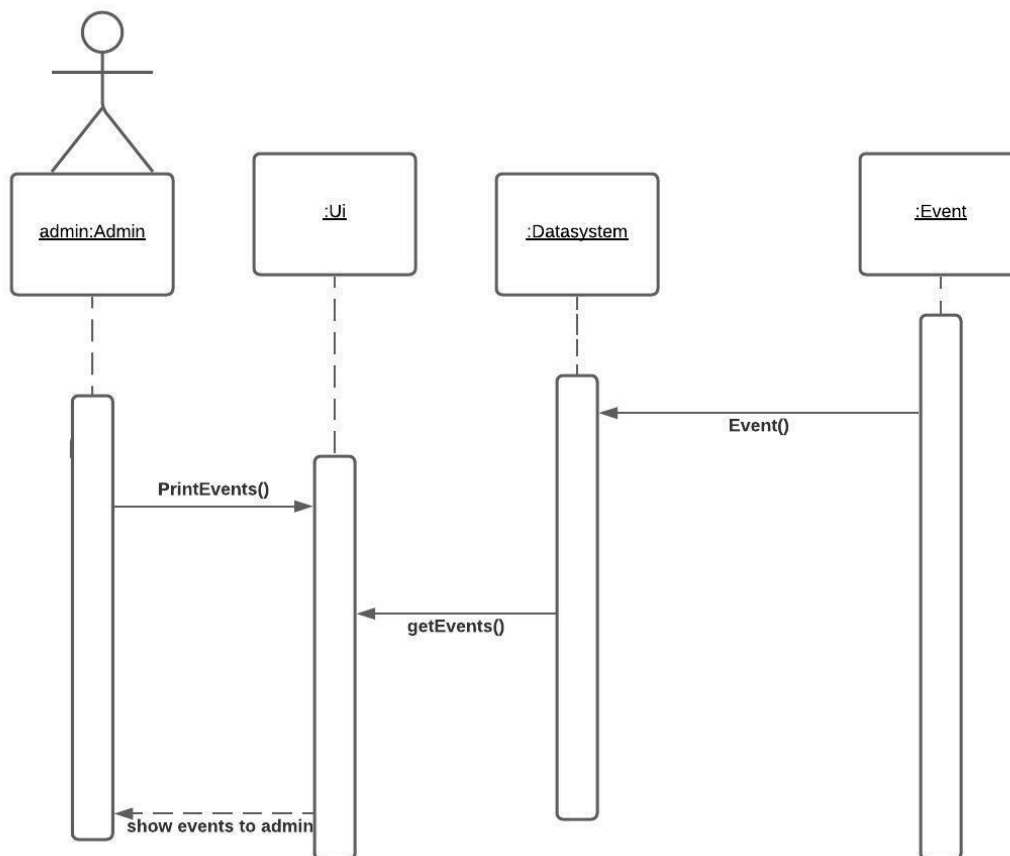 admin:Admin
:Ui
:Datasystem
:Event
Event()
PrintEvents()
getEvents()
show events to admin